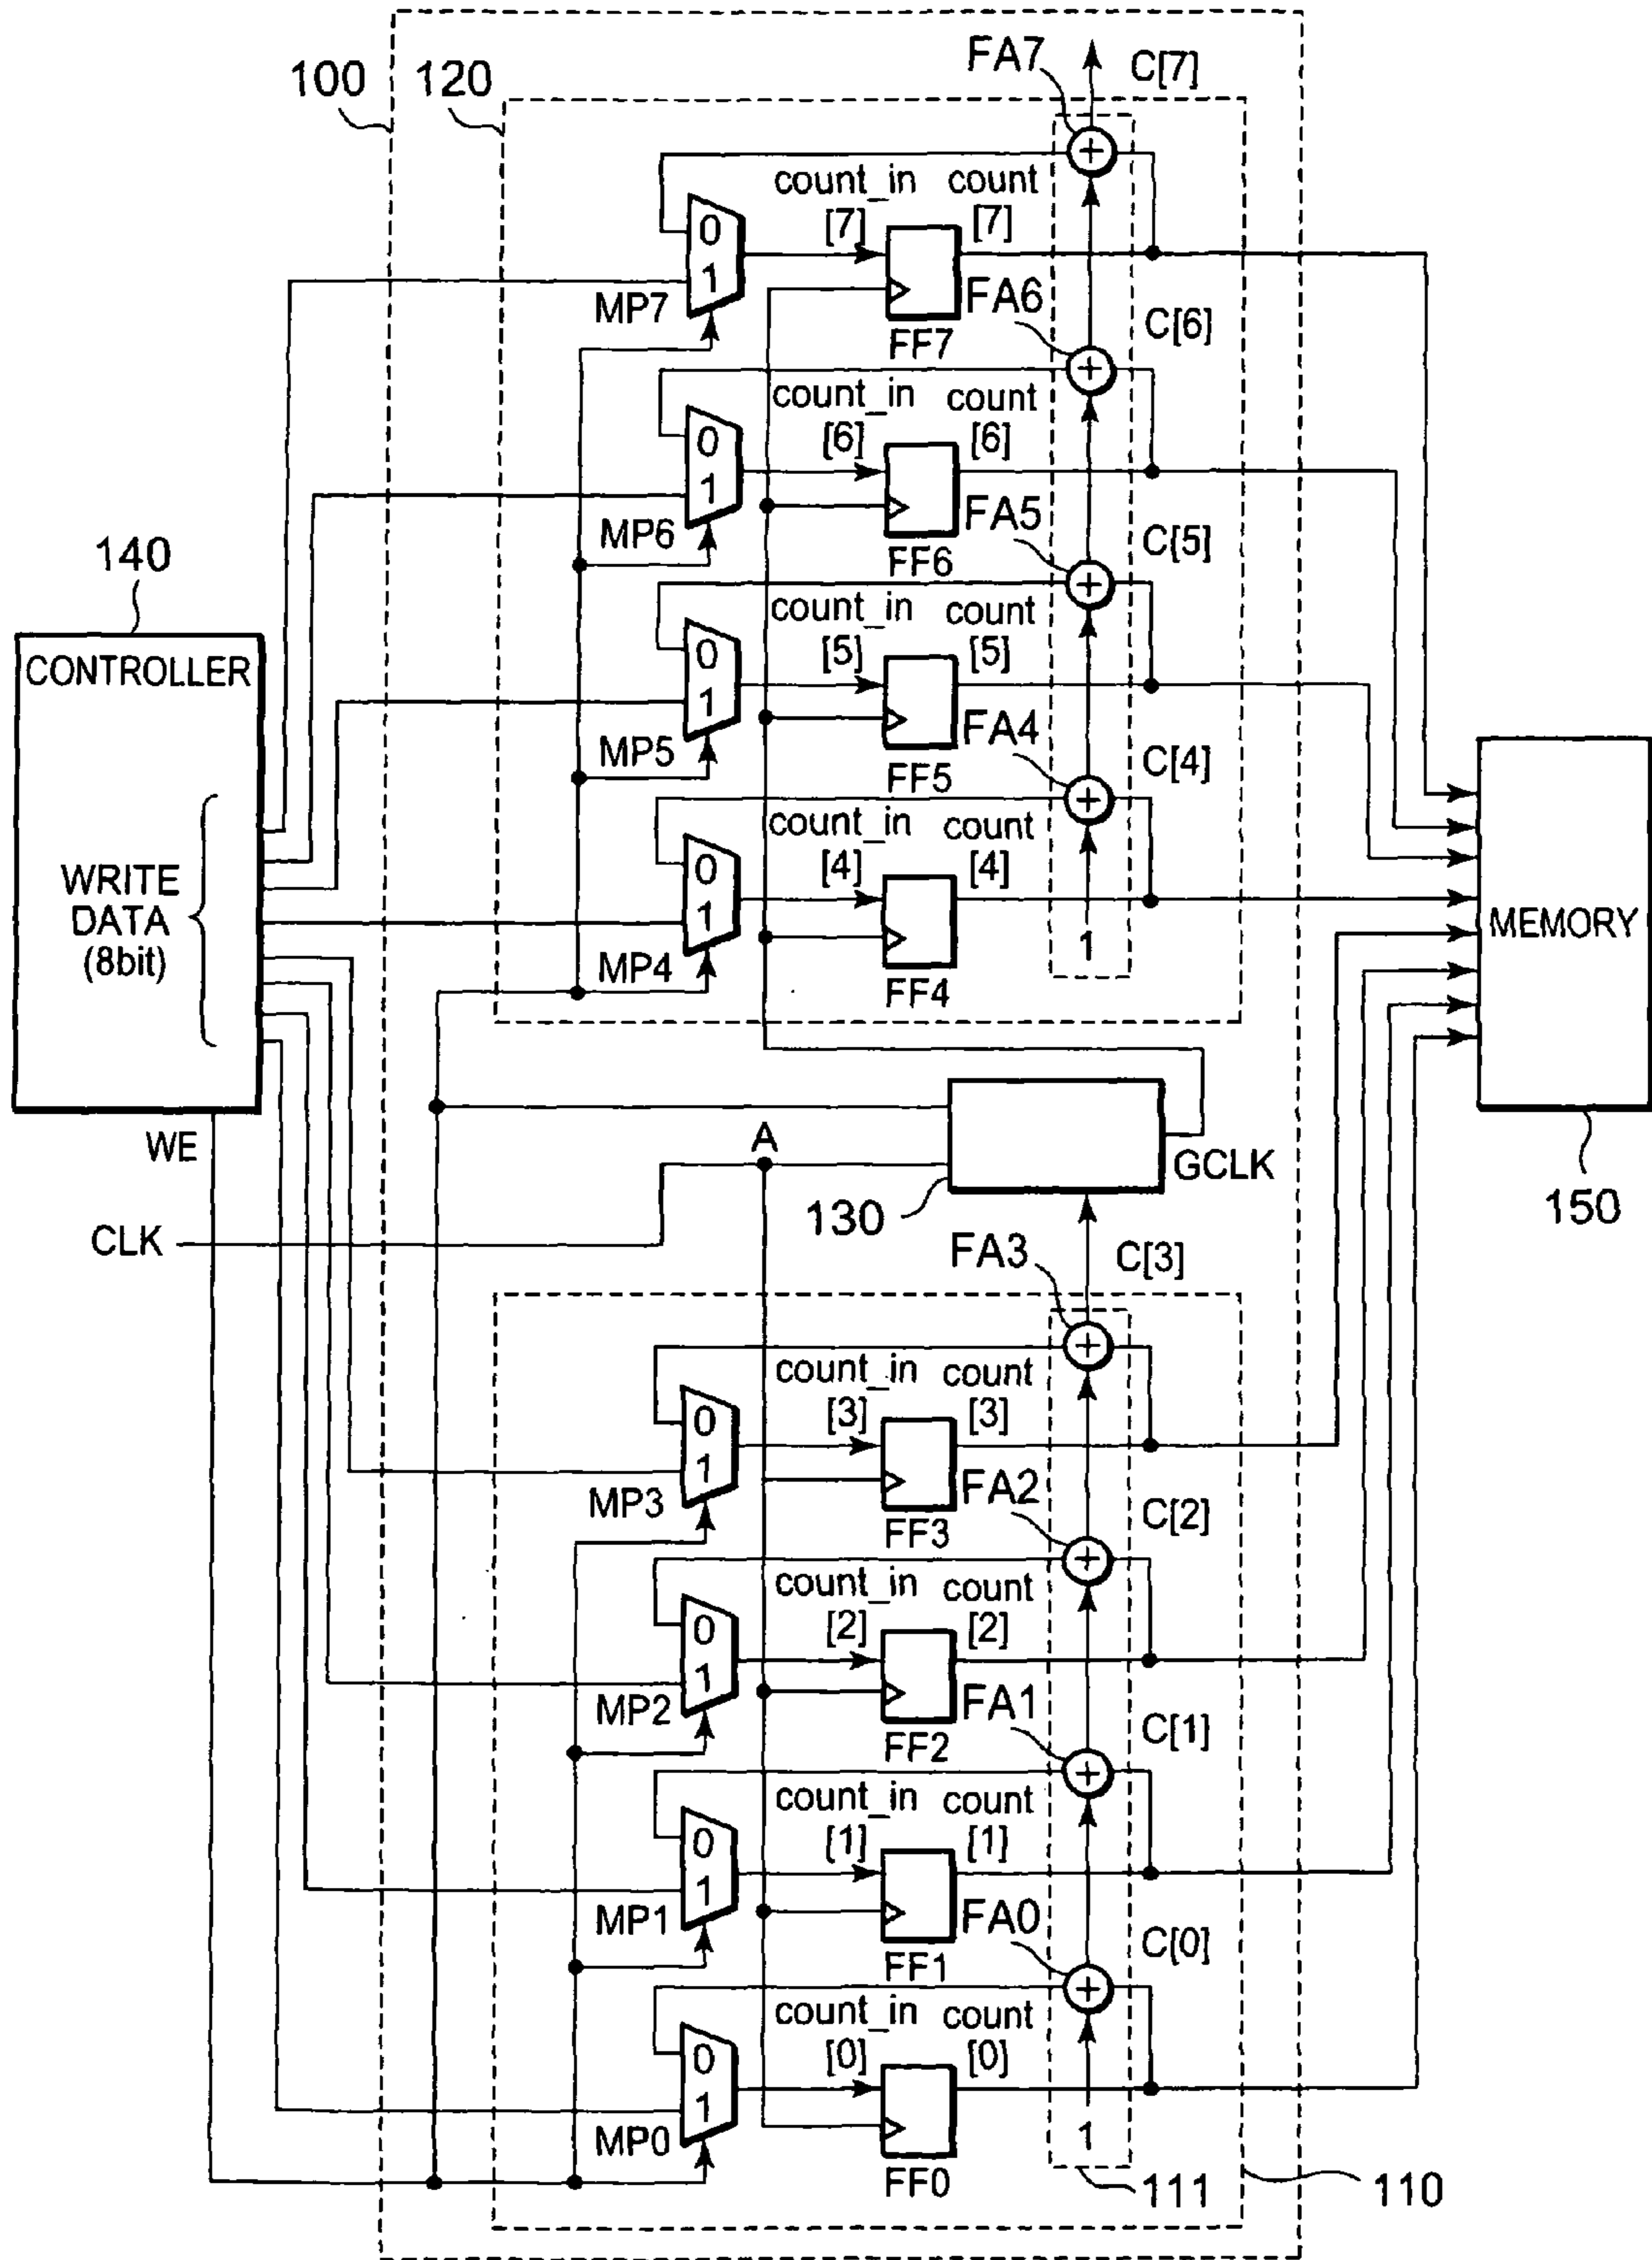 FA7
C[7]
100
120
count_in
count
[7]
[7]
0
1
MP7
FF7
FA6
C[6]
count_in
count
[6]
[6]
0
1
MP6
FF6
FA5
C[5]
140
CONTROLLER
count_in
count
[5]
[5]
0
1
MP5
FF5
FA4
C[4]
count_in
count
[4]
[4]
0
1
MP4
FF4
1
WRITE
DATA
(8bit)
MEMORY
WE
A
GCLK
130
150
CLK
FA3
C[3]
count_in
count
[3]
[3]
0
1
MP3
FF3
FA2
C[2]
count_in
count
[2]
[2]
0
1
MP2
FF2
FA1
C[1]
count_in
count
[1]
[1]
0
1
MP1
FF1
FA0
C[0]
count_in
count
[0]
[0]
0
1
MP0
FF0
1
111
110